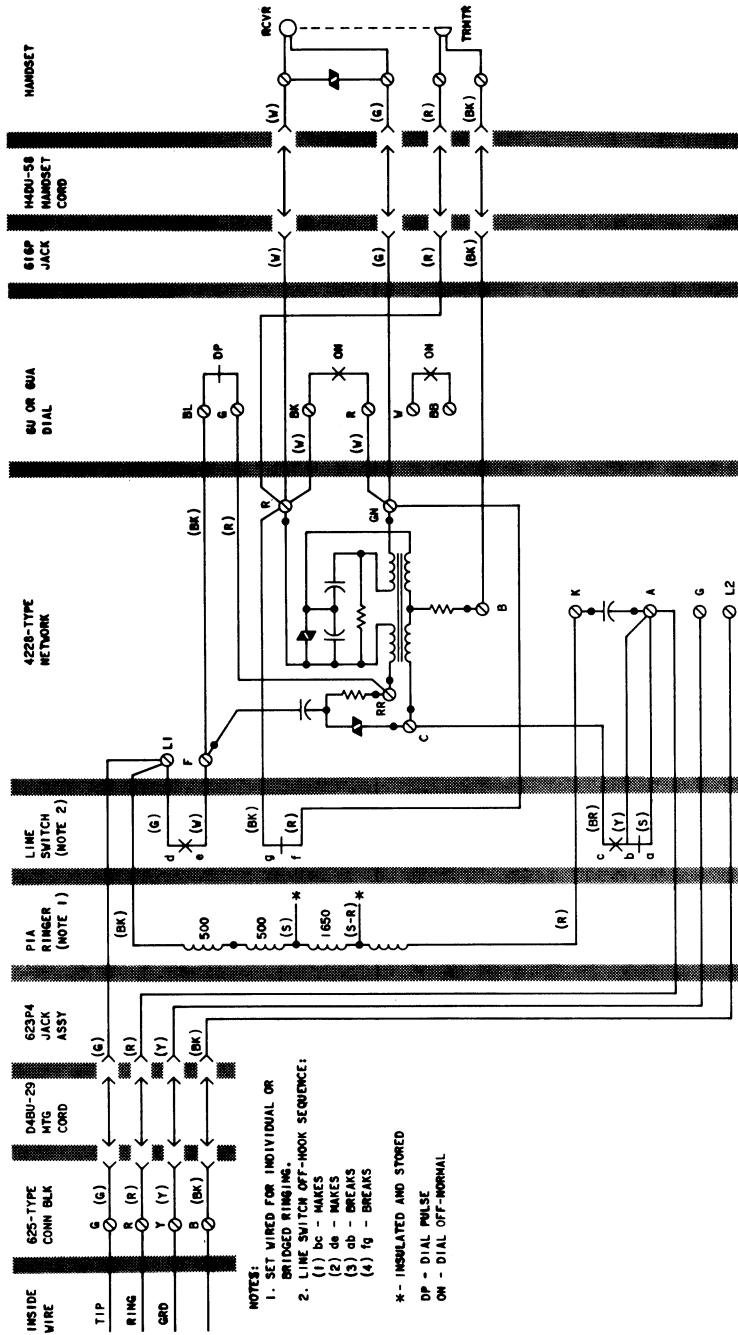 INSIDE
WIRE
625-TYPE
CONN BLK
D4BU-29
MTG
CORD
623P4
JACK
ASSY
P1A
RINGER
(NOTE 1)
LINE
SWITCH
(NOTE 2)
4228-TYPE
NETWORK
6U OR 6UA
DIAL
616P
JACK
H4DU-58
HANDSET
CORD
HANDSET
TIP
G
(G)
(G)
RING
R
(R)
(R)
GRD
Y
(Y)
(Y)
B
(BK)
(BK)
(BK)
500
500
(S)
*
1650
(S-R)
*
(R)
(G)
d
e
(W)
(BK)
g
f
(R)
(BR)
c
(Y)
b
(S)
a
L1
F
RR
C
(BK)
(R)
R
GN
B
K
A
G
L2
BL
DP
G
(W)
BK
ON
(W)
R
W
ON
BB
(W)
(G)
(R)
(BK)
(W)
(G)
(R)
(BK)
RCVR
TRMTR
NOTES:
1. SET WIRED FOR INDIVIDUAL OR
BRIDGED RINGING.
2. LINE SWITCH OFF-HOOK SEQUENCE:
(1) bc - MAKES
(2) de - MAKES
(3) ab - BREAKS
(4) fg - BREAKS
* - INSULATED AND STORED
DP - DIAL PULSE
ON - DIAL OFF-NORMAL